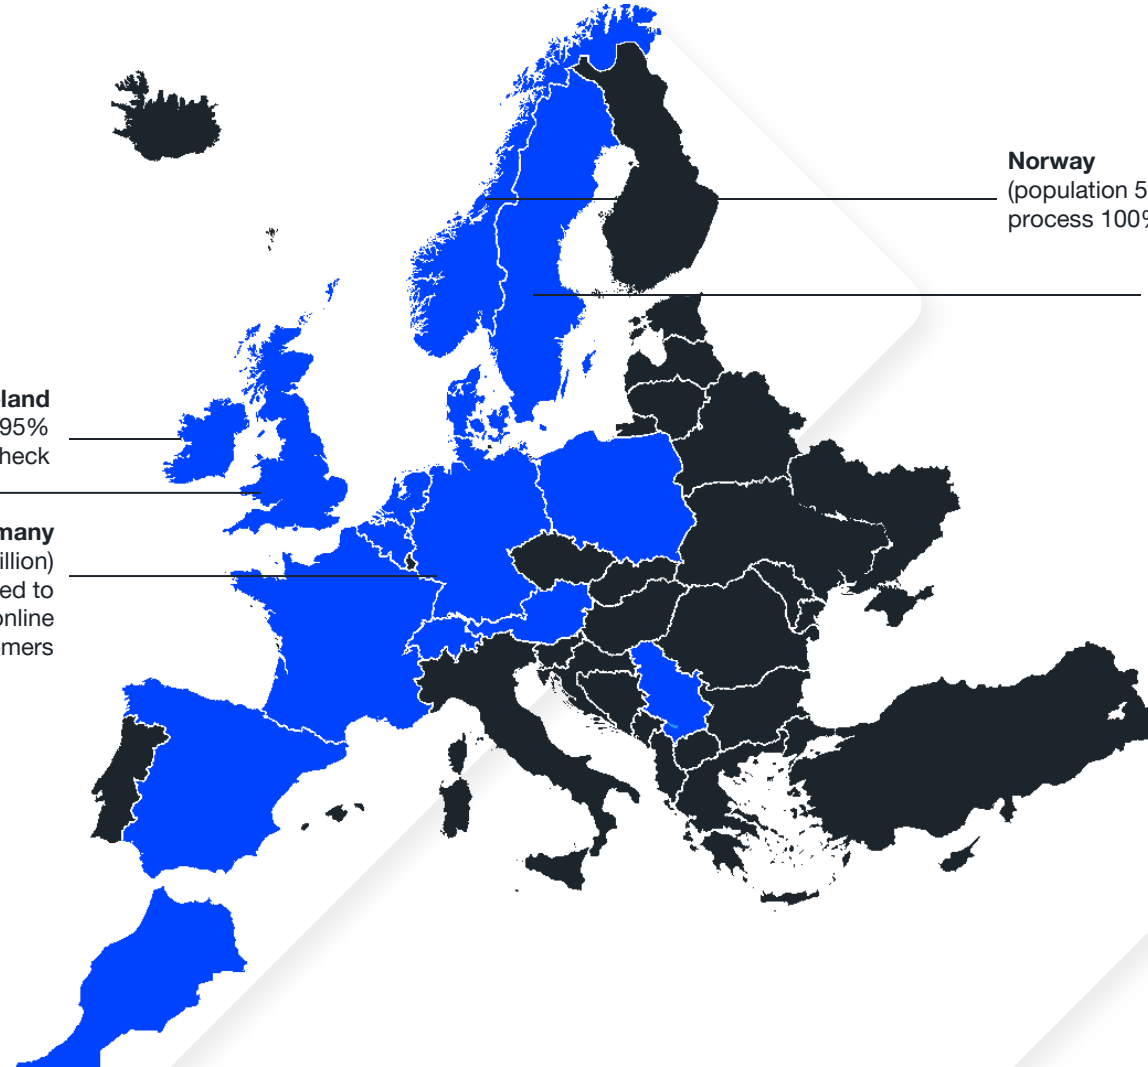 Norway
(population 5
process 100%
land
95%
heck
many
illion)
ed to
online
mers